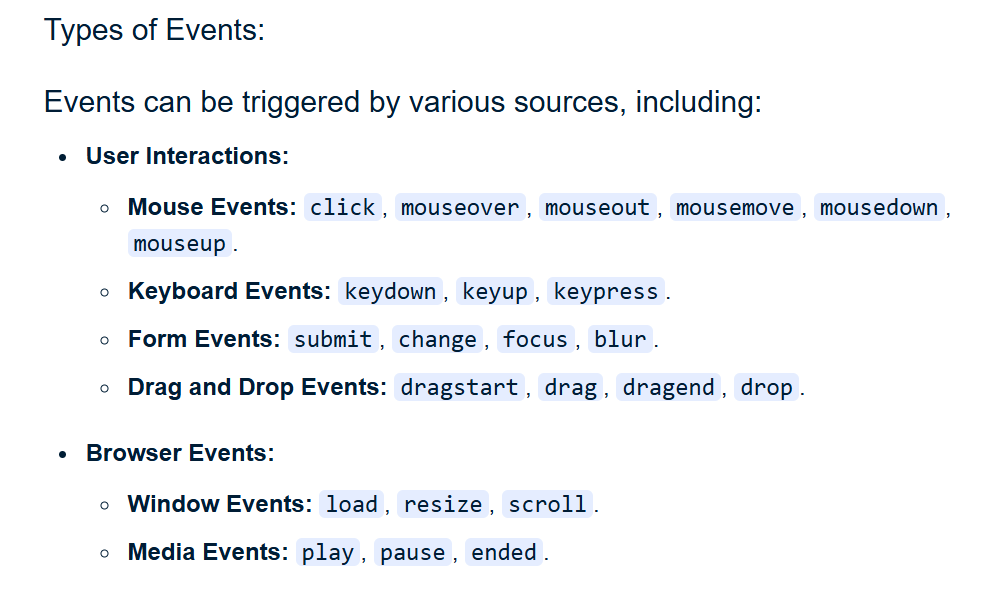 Types of Events:
Events can be triggered by various sources, including:
• User Interactions:
◦ Mouse Events: click, mouseover, mouseout, mousemove, mousedown,
mouseup.
◦ Keyboard Events: keydown, keyup, keypress.
◦ Form Events: submit, change, focus, blur.
◦ Drag and Drop Events: dragstart, drag, dragend, drop.
• Browser Events:
◦ Window Events: load, resize, scroll.
◦ Media Events: play, pause, ended.